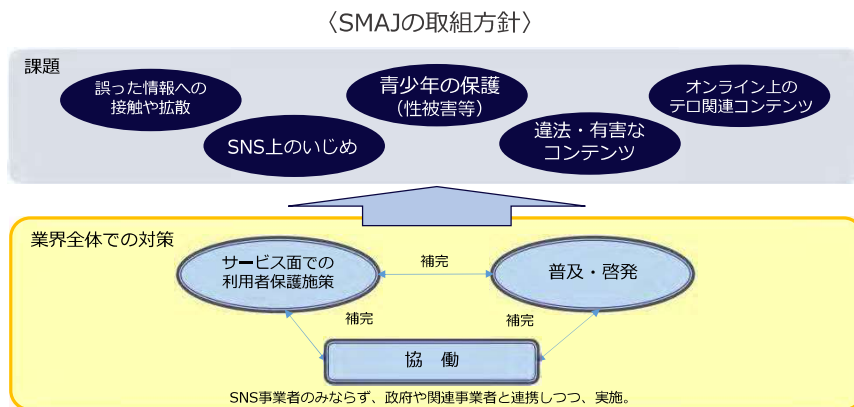 〈SMAJの取組方針〉
課題
誤った情報への
接触や拡散
青少年の保護
（性被害等）
オンライン上の
テロ関連コンテンツ
SNS上のいじめ
違法・有害な
コンテンツ
業界全体での対策
サービス面での
利用者保護施策
補完
普及・啓発
補完
補完
協　働
SNS事業者のみならず、政府や関連事業者と連携しつつ、実施。